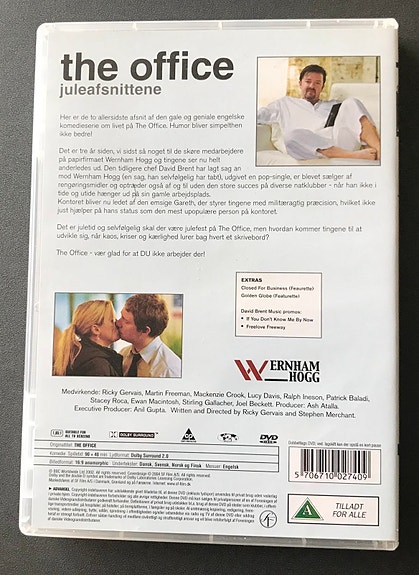 the office
juleafsnittene
Her er de to allersidste afsnit af den gale og geniale engelske
komedieserie om livet på The Office. Humor bliver simpelthen
ikke bedre!
Det er tre år siden, vi sidst så noget til de skøre medarbejdere
på papirfirmaet Wernham Hogg og tingene ser nu helt
anderledes ud. Den tidligere chef David Brent har lagt sag an
mod Wernham Hogg (en sag, han selvfølgelig har tabt), udgivet en pop-single, er blevet sælger af
rengøringsmidler og optræder også af og til uden den store succes på diverse natklubber - når han ikke i
tide og utide hænger ud på sin gamle arbejdsplads.
Kontoret bliver nu ledet af den emsige Gareth, der styrer tingene med militæragtig præcision, hvilket ikke
just hjælper på hans status som den mest upopulære person på kontoret.
Det er juletid og selvfølgelig skal der være julefest på The Office, men hvordan kommer tingene til at
udvikle sig, når kaos, kriser og kærlighed lurer bag hvert et skrivebord?
The Office - vær glad for at DU ikke arbejder der!
EXTRAS
Closed For Business (Feaurette)
Golden Globe (Featurette)
David Brent Music promos:
• If You Don't Know Me By Now
• Freelove Freeway
WERNHAM
HOGG
Medvirkende: Ricky Gervais, Martin Freeman, Mackenzie Crook, Lucy Davis, Ralph Ineson, Patrick Baladi,
Stacey Roca, Ewan Macintosh, Stirling Gallacher, Joel Beckett. Producer: Ash Atalla.
Executive Producer: Anil Gupta. Written and Directed by Ricky Gervais and Stephen Merchant.
DOLBY SURROUND
DVD
VIDEO
Originaltitel: THE OFFICE
Komedie Spilletid: 56 + 40 min. Lydformat: Dolby Surround 2.0
Billedformat: 16:9 anamorphic Undertekster: Dansk, Svensk, Norsk og Finsk Menuer: Engelsk
ADVARSEL
5 706710 027409
SF
A
TILLADT
FOR ALLE